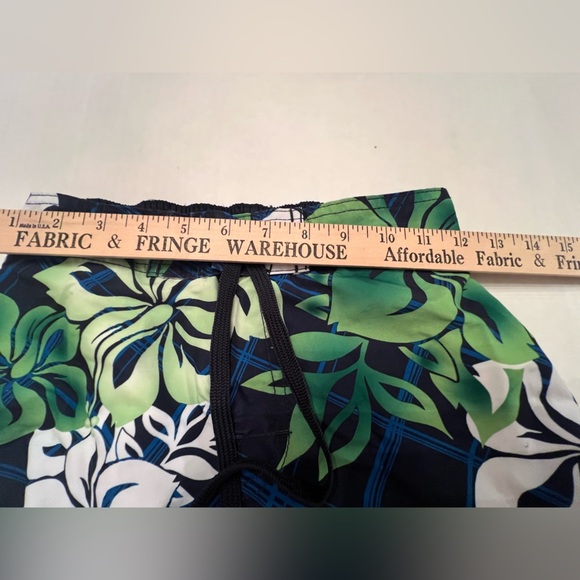 1 Made in U.S.A. 2 3 4 5 6 7 8 9 10 11 12 13 14 15
FABRIC & FRINGE WAREHOUSE Affordable Fabric & Frin